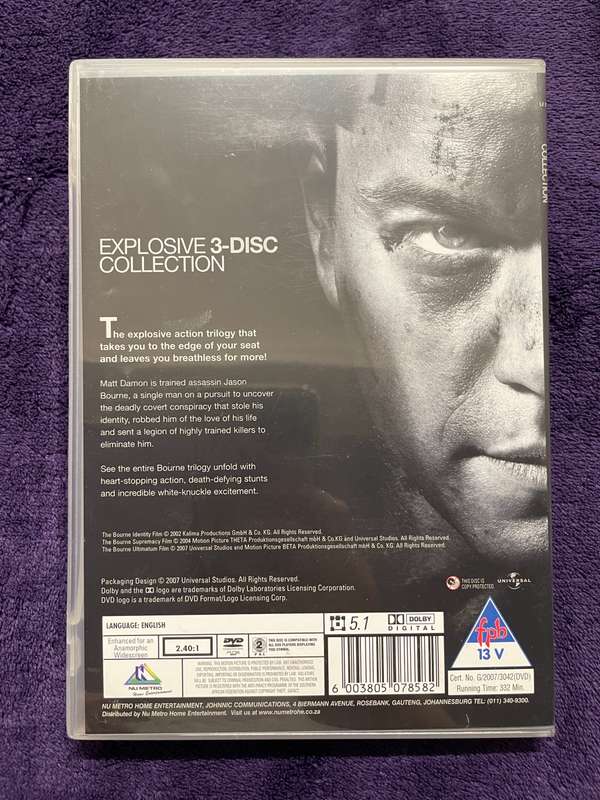 COLLECTION
EXPLOSIVE 3-DISC
COLLECTION
The explosive action trilogy that
takes you to the edge of your seat
and leaves you breathless for more!
Matt Damon is trained assassin Jason
Bourne, a single man on a pursuit to uncover
the deadly covert conspiracy that stole his
identity, robbed him of the love of his life
and sent a legion of highly trained killers to
eliminate him.
See the entire Bourne trilogy unfold with
heart-stopping action, death-defying stunts
and incredible white-knuckle excitement.
The Bourne Identity Film © 2002 Kalima Productions GmbH & Co. KG. All Rights Reserved.
The Bourne Supremacy Film © 2004 Motion Picture THETA Produktionsgesellschaft mbH & Co.KG and Universal Studios. All Rights Reserved.
The Bourne Ultimatum Film © 2007 Universal Studios and Motion Picture BETA Produktionsgesellschaft mbH & Co. KG. All Rights Reserved.
Packaging Design © 2007 Universal Studios. All Rights Reserved.
Dolby and the DD logo are trademarks of Dolby Laboratories Licensing Corporation.
DVD logo is a trademark of DVD Format/Logo Licensing Corp.
THIS DISC IS
COPY PROTECTED.
UNIVERSAL
LANGUAGE: ENGLISH
5.1
DOLBY
DIGITAL
fpb
13 V
Enhanced for an
Anamorphic
Widescreen
2.40:1
DVD
2
PAL
THIS DISC IS COMPATIBLE WITH
ALL DVD PLAYERS DISPLAYING
THIS SYMBOL
NU METRO
Home Entertainment
6 003805 078582
Cert. No. G/2007/3042(DVD)
Running Time: 332 Min.
NU METRO HOME ENTERTAINMENT, JOHNNIC COMMUNICATIONS, 4 BIERMANN AVENUE, ROSEBANK, GAUTENG, JOHANNESBURG TEL: (011) 340-9300.
Distributed by Nu Metro Home Entertainment. Visit us at www.numetrohe.co.za